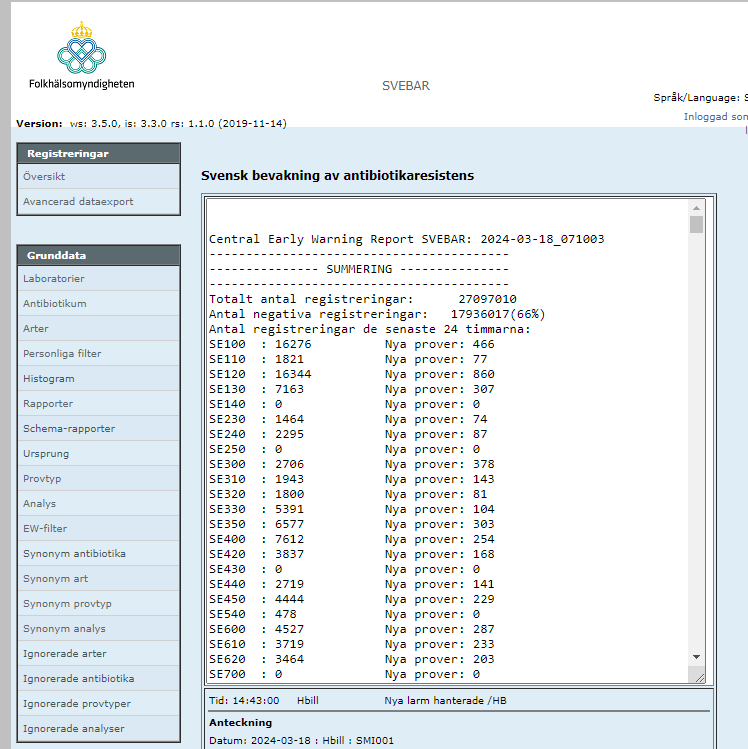 Folkhälsomyndigheten
SVEBAR
Språk/Language: S
Inloggad som
Version: ws: 3.5.0, is: 3.3.0 rs: 1.1.0 (2019-11-14)
Registreringar
Översikt
Avancerad dataexport
Grunddata
Laboratorier
Antibiotikum
Arter
Personliga filter
Histogram
Rapporter
Schema-rapporter
Ursprung
Provtyp
Analys
EW-filter
Synonym antibiotika
Synonym art
Synonym provtyp
Synonym analys
Ignorerade arter
Ignorerade antibiotika
Ignorerade provtyper
Ignorerade analyser
Svensk bevakning av antibiotikaresistens
Central Early Warning Report SVEBAR: 2024-03-18_071003
-----------------------------------------
--------------- SUMMERING ---------------
-----------------------------------------
Totalt antal registreringar: 27097010
Antal negativa registreringar: 17936017(66%)
Antal registreringar de senaste 24 timmarna:
SE100 : 16276 Nya prover: 466
SE110 : 1821 Nya prover: 77
SE120 : 16344 Nya prover: 860
SE130 : 7163 Nya prover: 307
SE140 : 0 Nya prover: 0
SE230 : 1464 Nya prover: 74
SE240 : 2295 Nya prover: 87
SE250 : 0 Nya prover: 0
SE300 : 2706 Nya prover: 378
SE310 : 1943 Nya prover: 143
SE320 : 1800 Nya prover: 81
SE330 : 5391 Nya prover: 104
SE350 : 6577 Nya prover: 303
SE400 : 7612 Nya prover: 254
SE420 : 3837 Nya prover: 168
SE430 : 0 Nya prover: 0
SE440 : 2719 Nya prover: 141
SE450 : 4444 Nya prover: 229
SE540 : 478 Nya prover: 0
SE600 : 4527 Nya prover: 287
SE610 : 3719 Nya prover: 233
SE620 : 3464 Nya prover: 203
SE700 : 0 Nya prover: 0
Tid: 14:43:00 Hbill Nya larm hanterade /HB
Anteckning
Datum: 2024-03-18 : Hbill : SMI001